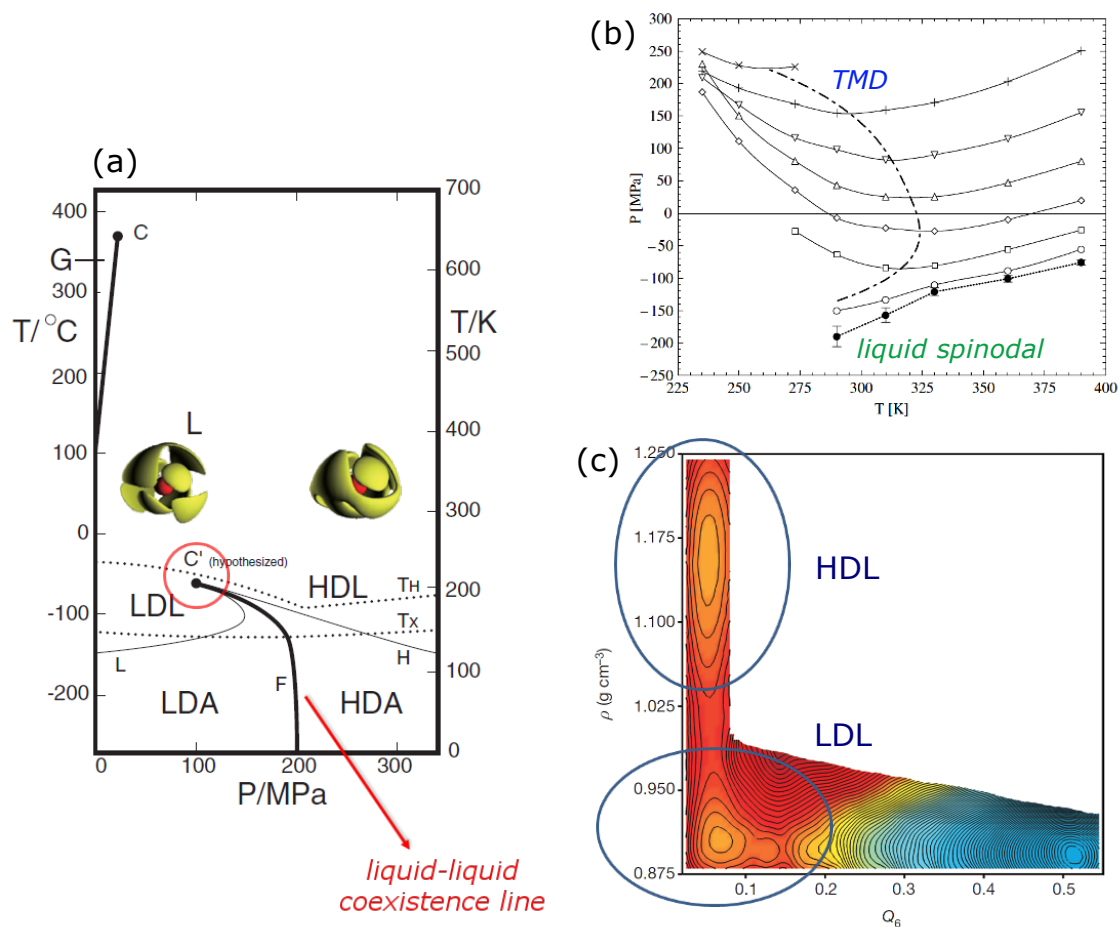 (a)
400
300
200
100
0
-100
-200
G
T/°C
700
600
500
400
300
200
100
0
T/K
C
L
C' (hypothesized)
HDL
LDL
TH
TX
L
H
F
LDA
HDA
0
100
200
300
P/MPa
liquid-liquid
coexistence line
(b)
300
250
200
150
100
50
0
−50
−100
−150
−200
−250
P [MPa]
TMD
liquid spinodal
225
250
275
300
325
350
375
400
T [K]
(c)
1.250
1.175
1.100
1.025
0.950
0.875
ρ (g cm⁻³)
HDL
LDL
0.1
0.2
0.3
0.4
0.5
Q₆